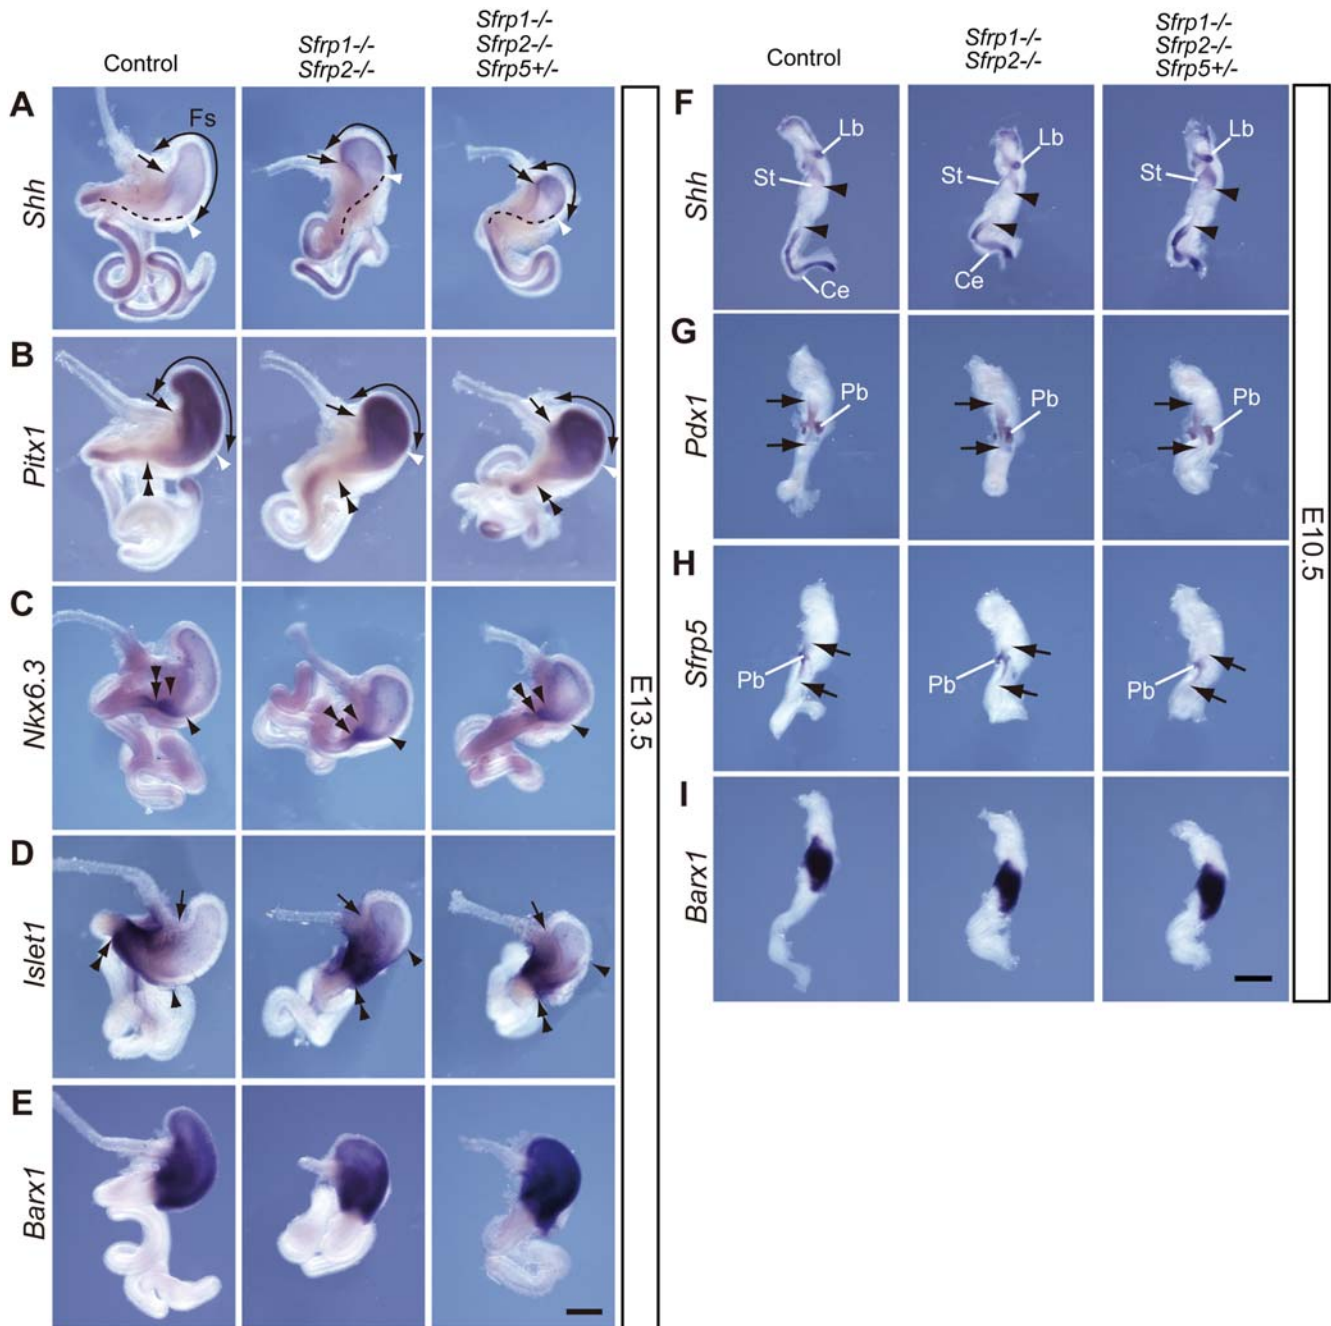 Control
Sfrp1-/-
Sfrp2-/-
Sfrp1-/-
Sfrp2-/-
Sfrp5+/-
A
Shh
Fs
B
Pitx1
C
Nkx6.3
D
Islet1
E
Barx1
E13.5
Control
Sfrp1-/-
Sfrp2-/-
Sfrp1-/-
Sfrp2-/-
Sfrp5+/-
F
Shh
Lb
St
Ce
Lb
St
Ce
Lb
St
G
Pdx1
Pb
Pb
Pb
H
Sfrp5
Pb
Pb
Pb
I
Barx1
E10.5